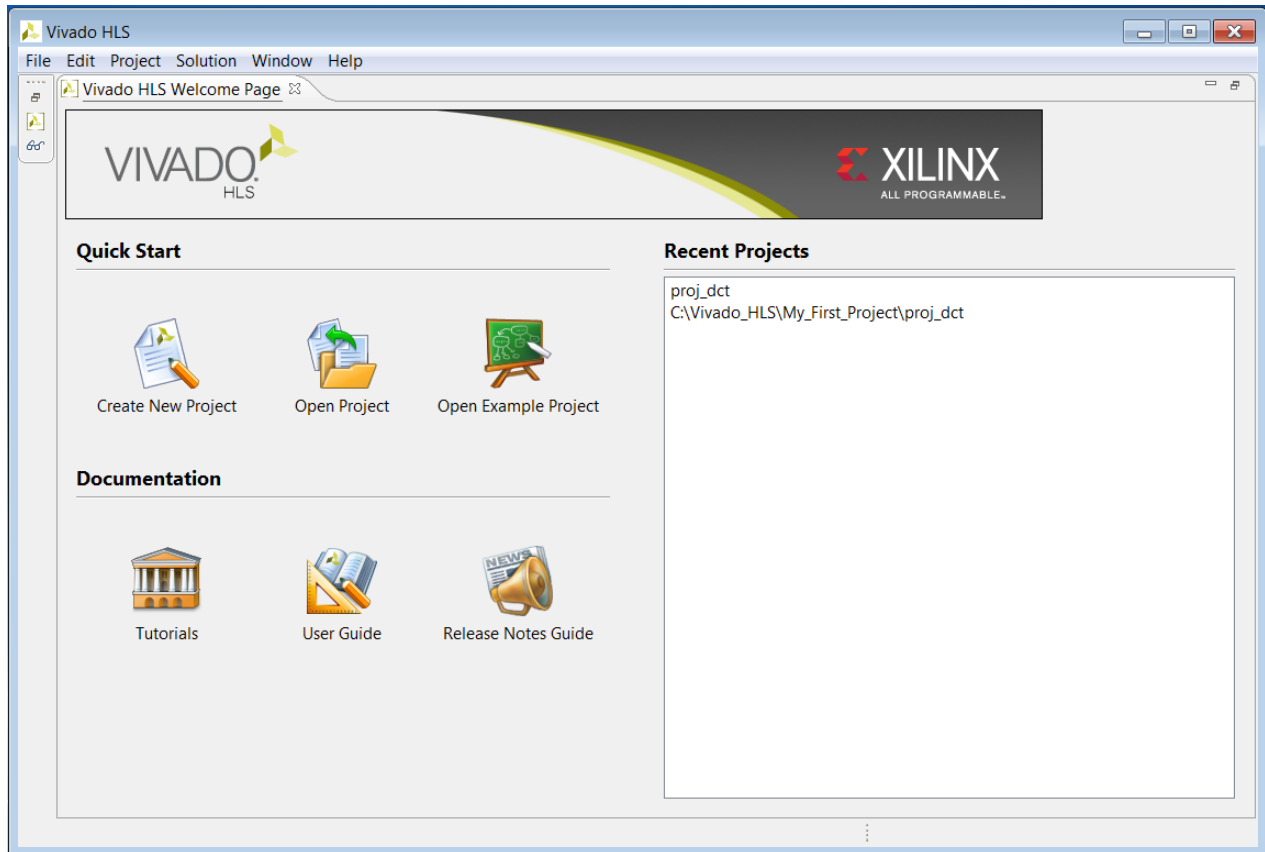 Vivado HLS
File Edit Project Solution Window Help
Vivado HLS Welcome Page
VIVADO.
HLS
XILINX
ALL PROGRAMMABLE™
Quick Start
Create New Project Open Project Open Example Project
Documentation
NEWS
Tutorials User Guide Release Notes Guide
Recent Projects
proj_dct
C:\Vivado_HLS\My_First_Project\proj_dct